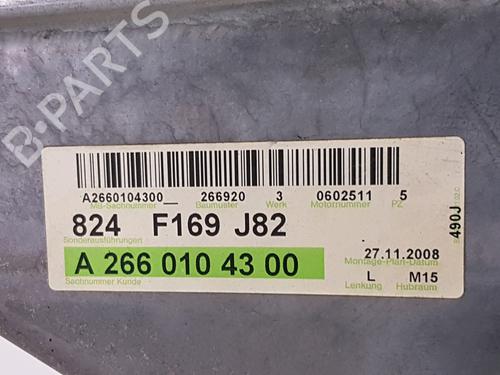 B-PARTS
A2660104300__ 266920 3 0602511 5
MB-Sachnummer Baumuster Werk Motornummer PZ
824 F169 J82
Sonderausführungen
490J
A 266 010 43 00
27.11.2008
Montage-Plan-Datum
L M15
Sachnummer Kunde Lenkung Hubraum